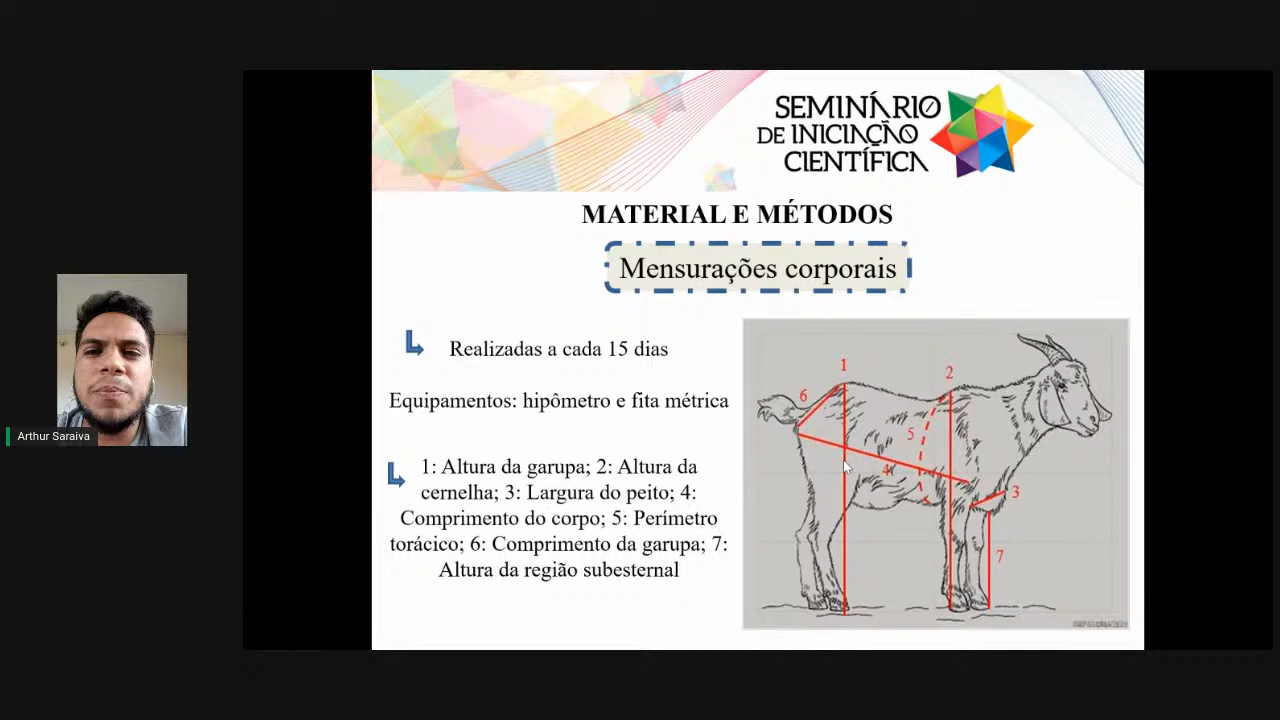 SEMINÁRIO
DE INICIAÇÃO
CIENTÍFICA
MATERIAL E MÉTODOS
Mensurações corporais
Realizadas a cada 15 dias
Equipamentos: hipômetro e fita métrica
1: Altura da garupa; 2: Altura da
cernelha; 3: Largura do peito; 4:
Comprimento do corpo; 5: Perímetro
torácico; 6: Comprimento da garupa; 7:
Altura da região subesternal
1
2
6
5
4
3
7
Arthur Saraiva